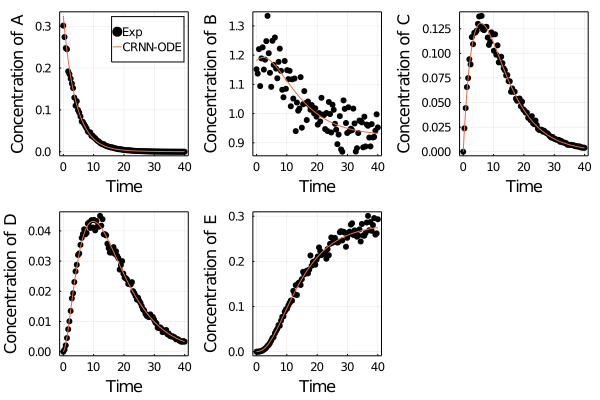 Concentration of A
0.3
0.2
0.1
0.0
0 10 20 30 40
Time
Exp
CRNN-ODE
Concentration of B
1.3
1.2
1.1
1.0
0.9
0 10 20 30 40
Time
Concentration of C
0.125
0.100
0.075
0.050
0.025
0.000
0 10 20 30 40
Time
Concentration of D
0.04
0.03
0.02
0.01
0.00
0 10 20 30 40
Time
Concentration of E
0.3
0.2
0.1
0.0
0 10 20 30 40
Time